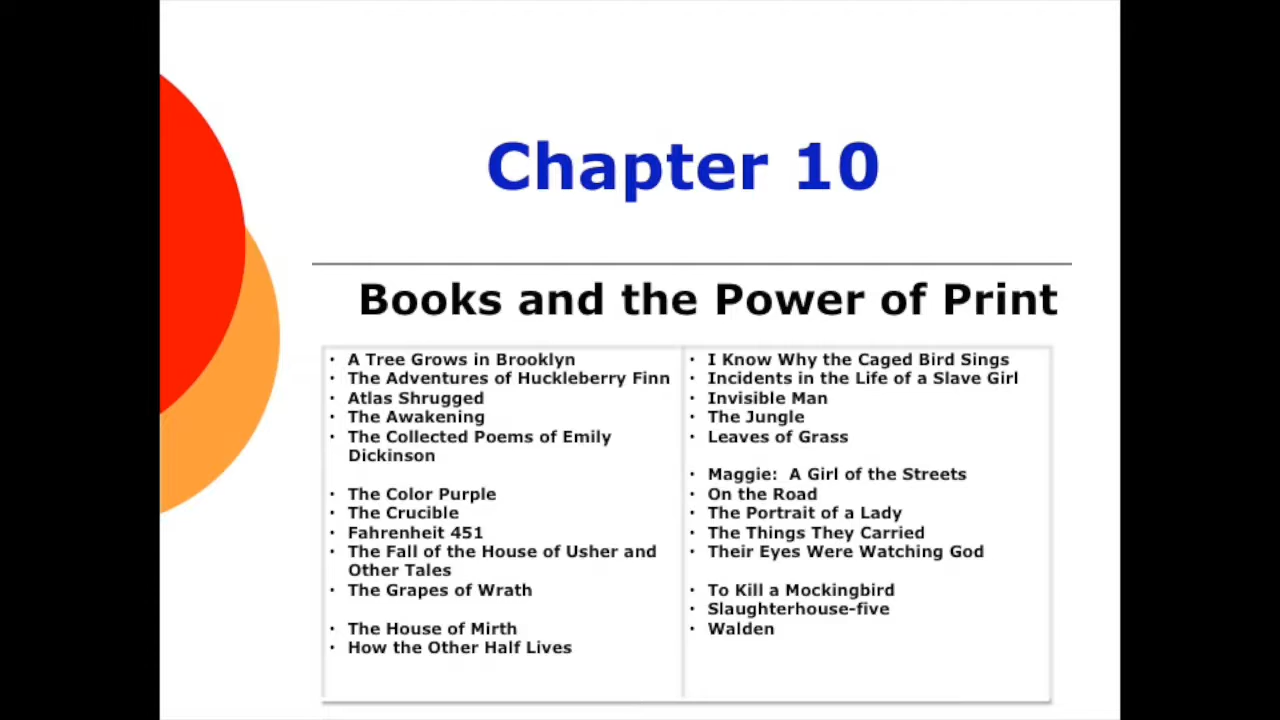 Chapter 10
Books and the Power of Print
• A Tree Grows in Brooklyn
• The Adventures of Huckleberry Finn
• Atlas Shrugged
• The Awakening
• The Collected Poems of Emily
Dickinson
• The Color Purple
• The Crucible
• Fahrenheit 451
• The Fall of the House of Usher and
Other Tales
• The Grapes of Wrath
• The House of Mirth
• How the Other Half Lives
• I Know Why the Caged Bird Sings
• Incidents in the Life of a Slave Girl
• Invisible Man
• The Jungle
• Leaves of Grass
• Maggie:  A Girl of the Streets
• On the Road
• The Portrait of a Lady
• The Things They Carried
• Their Eyes Were Watching God
• To Kill a Mockingbird
• Slaughterhouse-five
• Walden